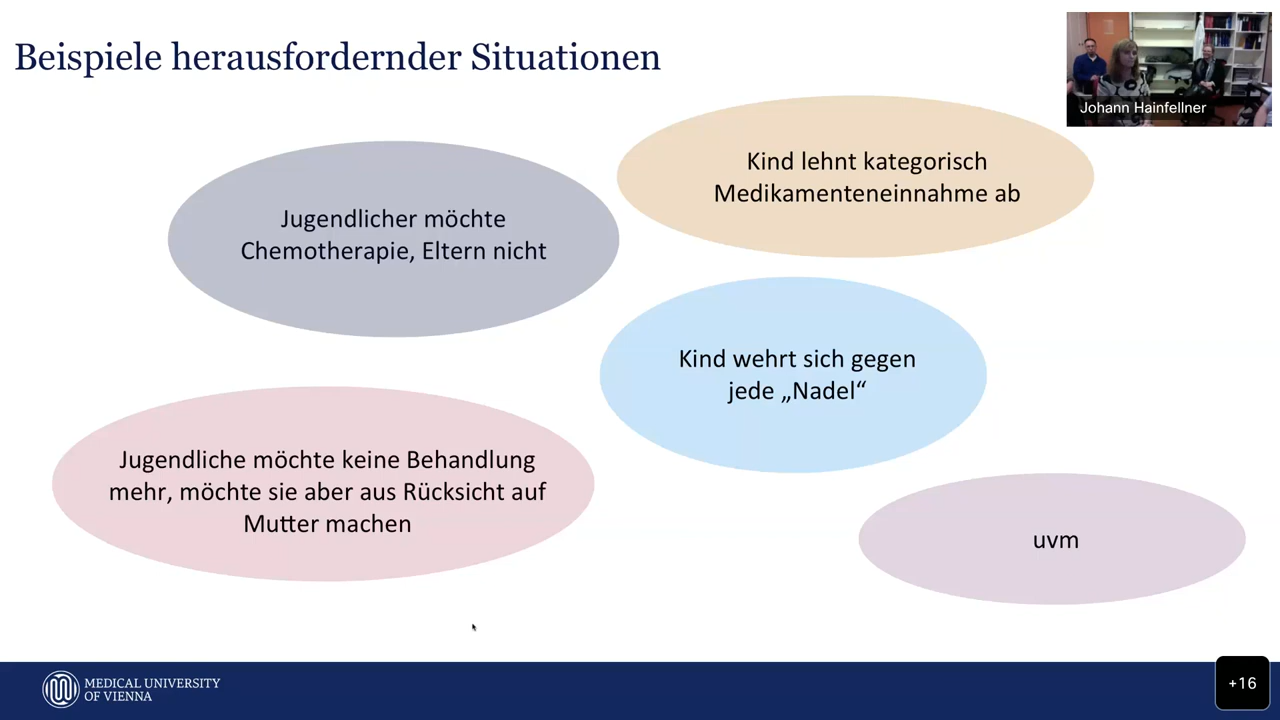 Beispiele herausfordernder Situationen
Johann Hainfellner
Kind lehnt kategorisch
Medikamenteneinnahme ab
Jugendlicher möchte
Chemotherapie, Eltern nicht
Kind wehrt sich gegen
jede „Nadel“
Jugendliche möchte keine Behandlung
mehr, möchte sie aber aus Rücksicht auf
Mutter machen
uvm
MEDICAL UNIVERSITY
OF VIENNA
+16